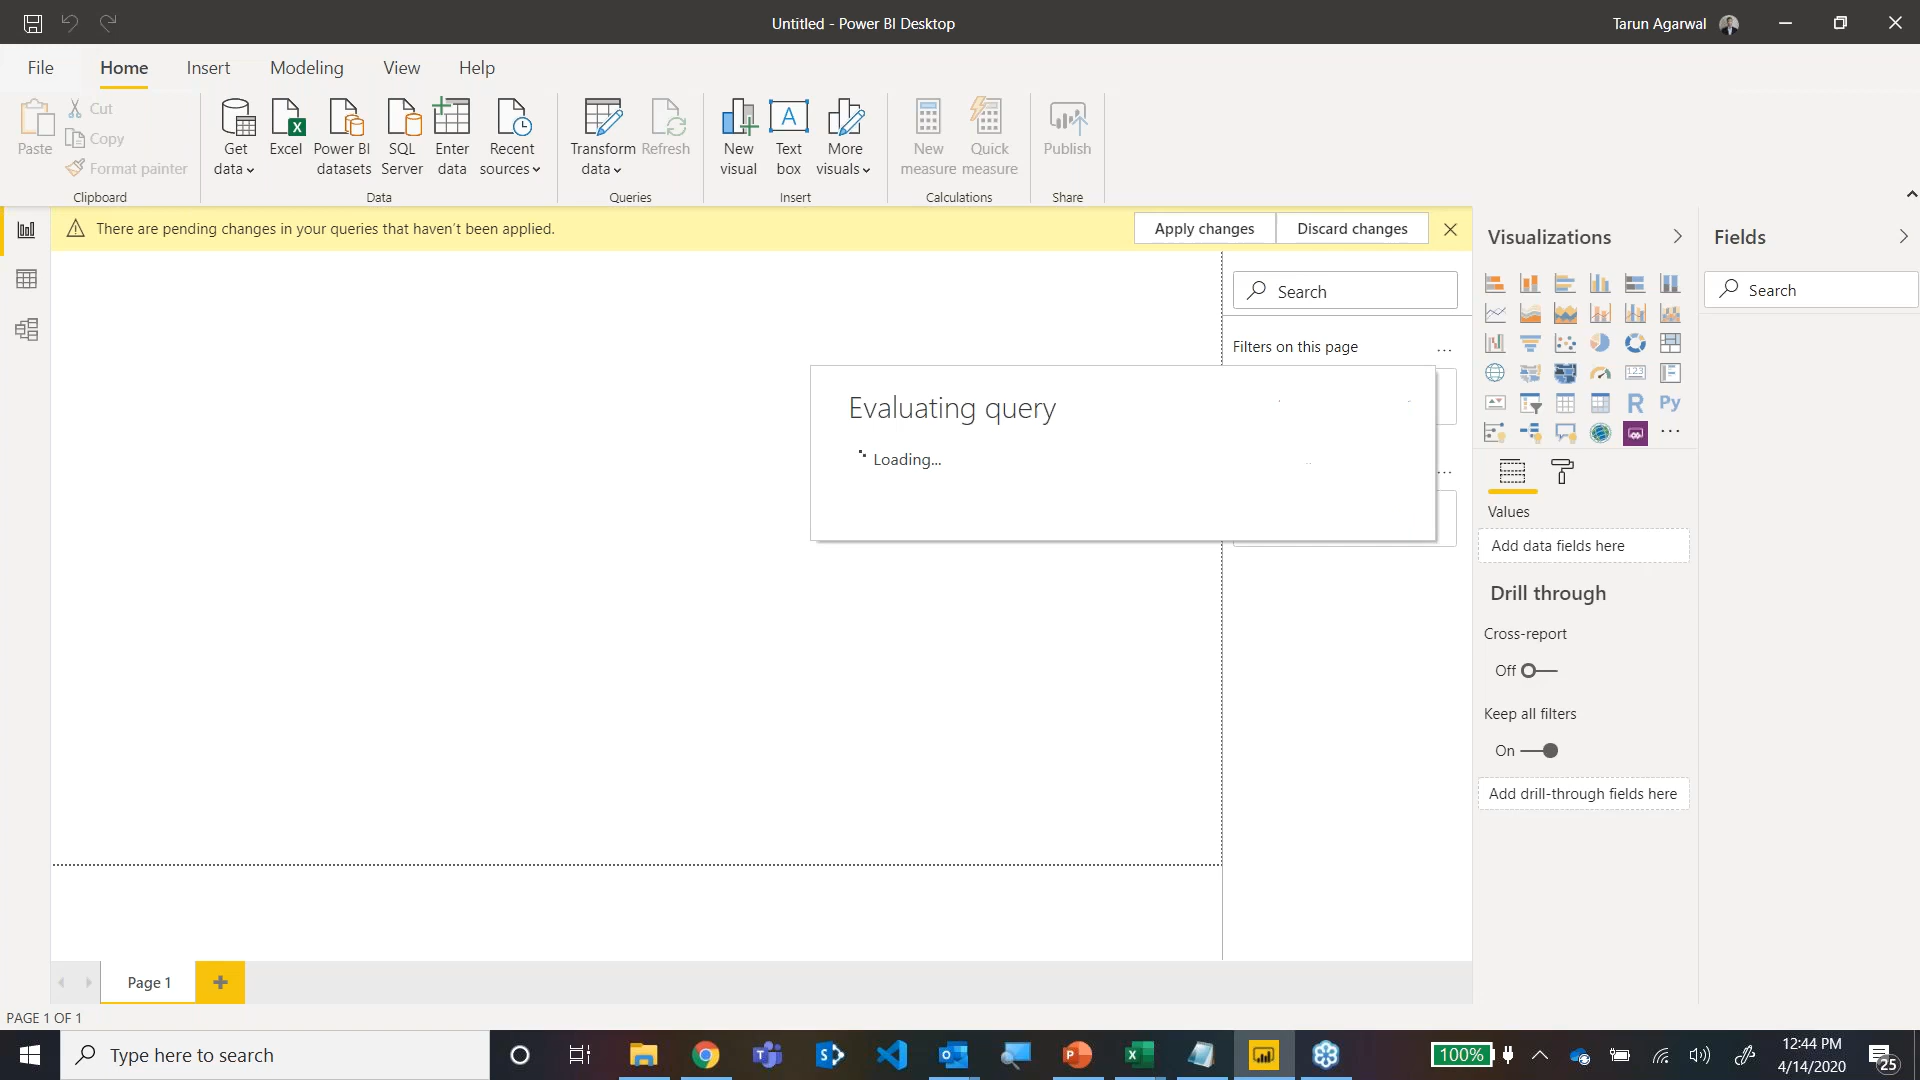 Untitled - Power BI Desktop
Tarun Agarwal
File
Home
Insert
Modeling
View
Help
Paste
Cut
Copy
Format painter
Clipboard
Get
data
Excel
Power BI
datasets
SQL
Server
Enter
data
Recent
sources
Data
Transform
data
Refresh
Queries
New
visual
A
Text
box
More
visuals
Insert
New
measure
Quick
measure
Calculations
Publish
Share
There are pending changes in your queries that haven't been applied.
Apply changes
Discard changes
Search
Filters on this page
...
Evaluating query
Loading...
...
Visualizations
123
R
Py
...
Values
Add data fields here
Drill through
Cross-report
Off
Keep all filters
On
Add drill-through fields here
Fields
Search
Page 1
PAGE 1 OF 1
Type here to search
100%
12:44 PM
4/14/2020
25